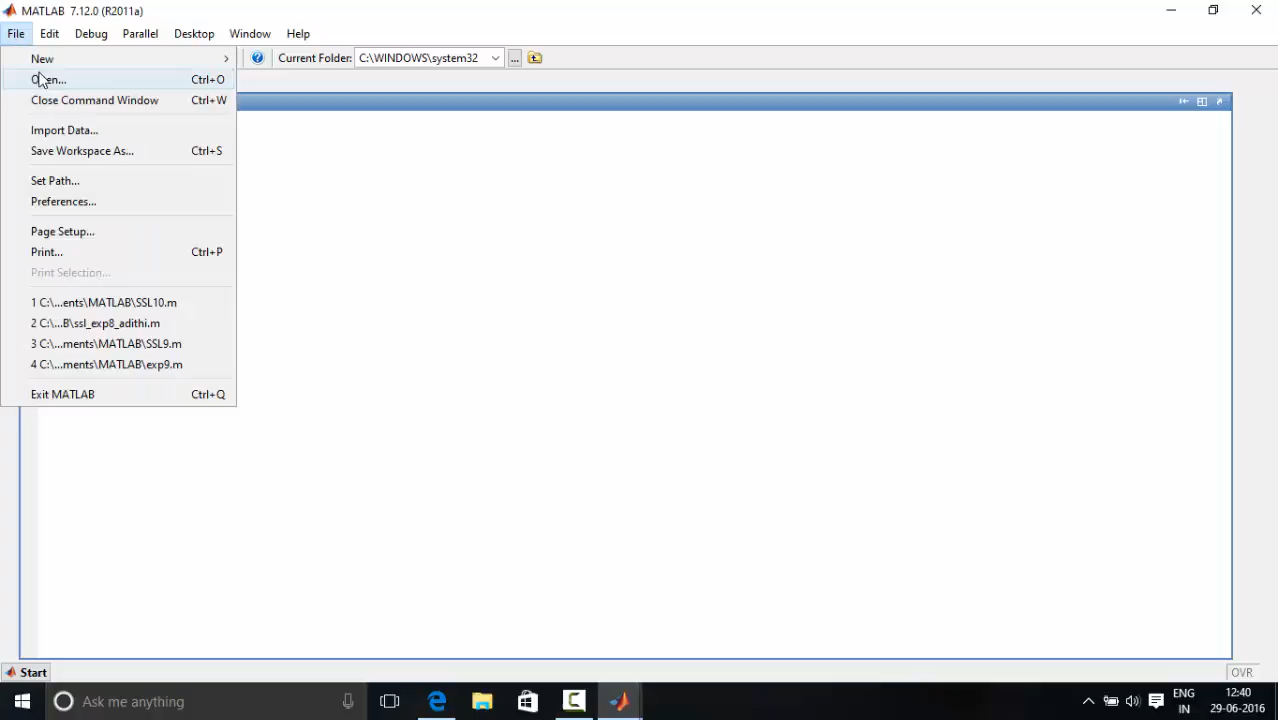 MATLAB 7.12.0 (R2011a)
File Edit Debug Parallel Desktop Window Help
Current Folder: C:\WINDOWS\system32 ...
New
Ctrl+O
Close Command Window Ctrl+W
Import Data...
Save Workspace As... Ctrl+S
Set Path...
Preferences...
Page Setup...
Print... Ctrl+P
Print Selection...
1 C:\...ents\MATLAB\SSL10.m
2 C:\...B\ssl_exp8_adithi.m
3 C:\...ments\MATLAB\SSL9.m
4 C:\...ments\MATLAB\exp9.m
Exit MATLAB Ctrl+Q
Start OVR
Ask me anything
ENG 12:40
IN 29-06-2016